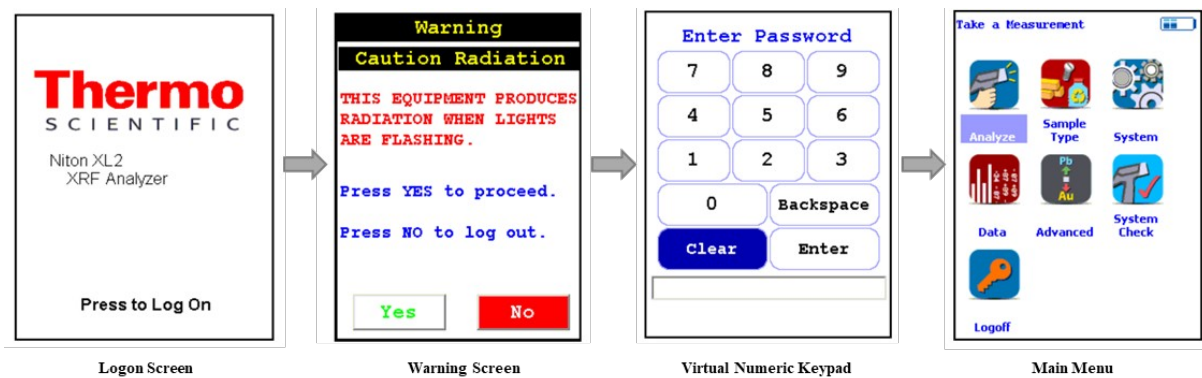 Thermo
SCIENTIFIC
Niton XL2
XRF Analyzer
Press to Log On
Logon Screen
Warning
Caution Radiation
THIS EQUIPMENT PRODUCES
RADIATION WHEN LIGHTS
ARE FLASHING.
Press YES to proceed.
Press NO to log out.
Yes No
Warning Screen
Enter Password
7 8 9
4 5 6
1 2 3
0 Backspace
Clear Enter
Virtual Numeric Keypad
Take a Measurement
Analyze Sample Type System
Pb
Au
Data Advanced System Check
Logoff
Main Menu